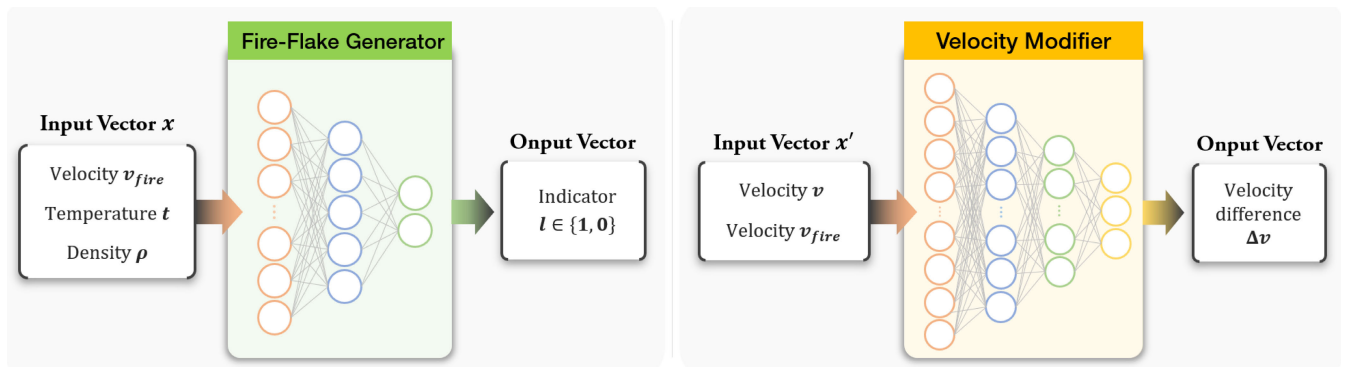 Fire-Flake Generator
Input Vector x
Velocity v_fire
Temperature t
Density ρ
Onput Vector
Indicator
l ∈ {1, 0}
Velocity Modifier
Input Vector x′
Velocity v
Velocity v_fire
Onput Vector
Velocity
difference
Δv